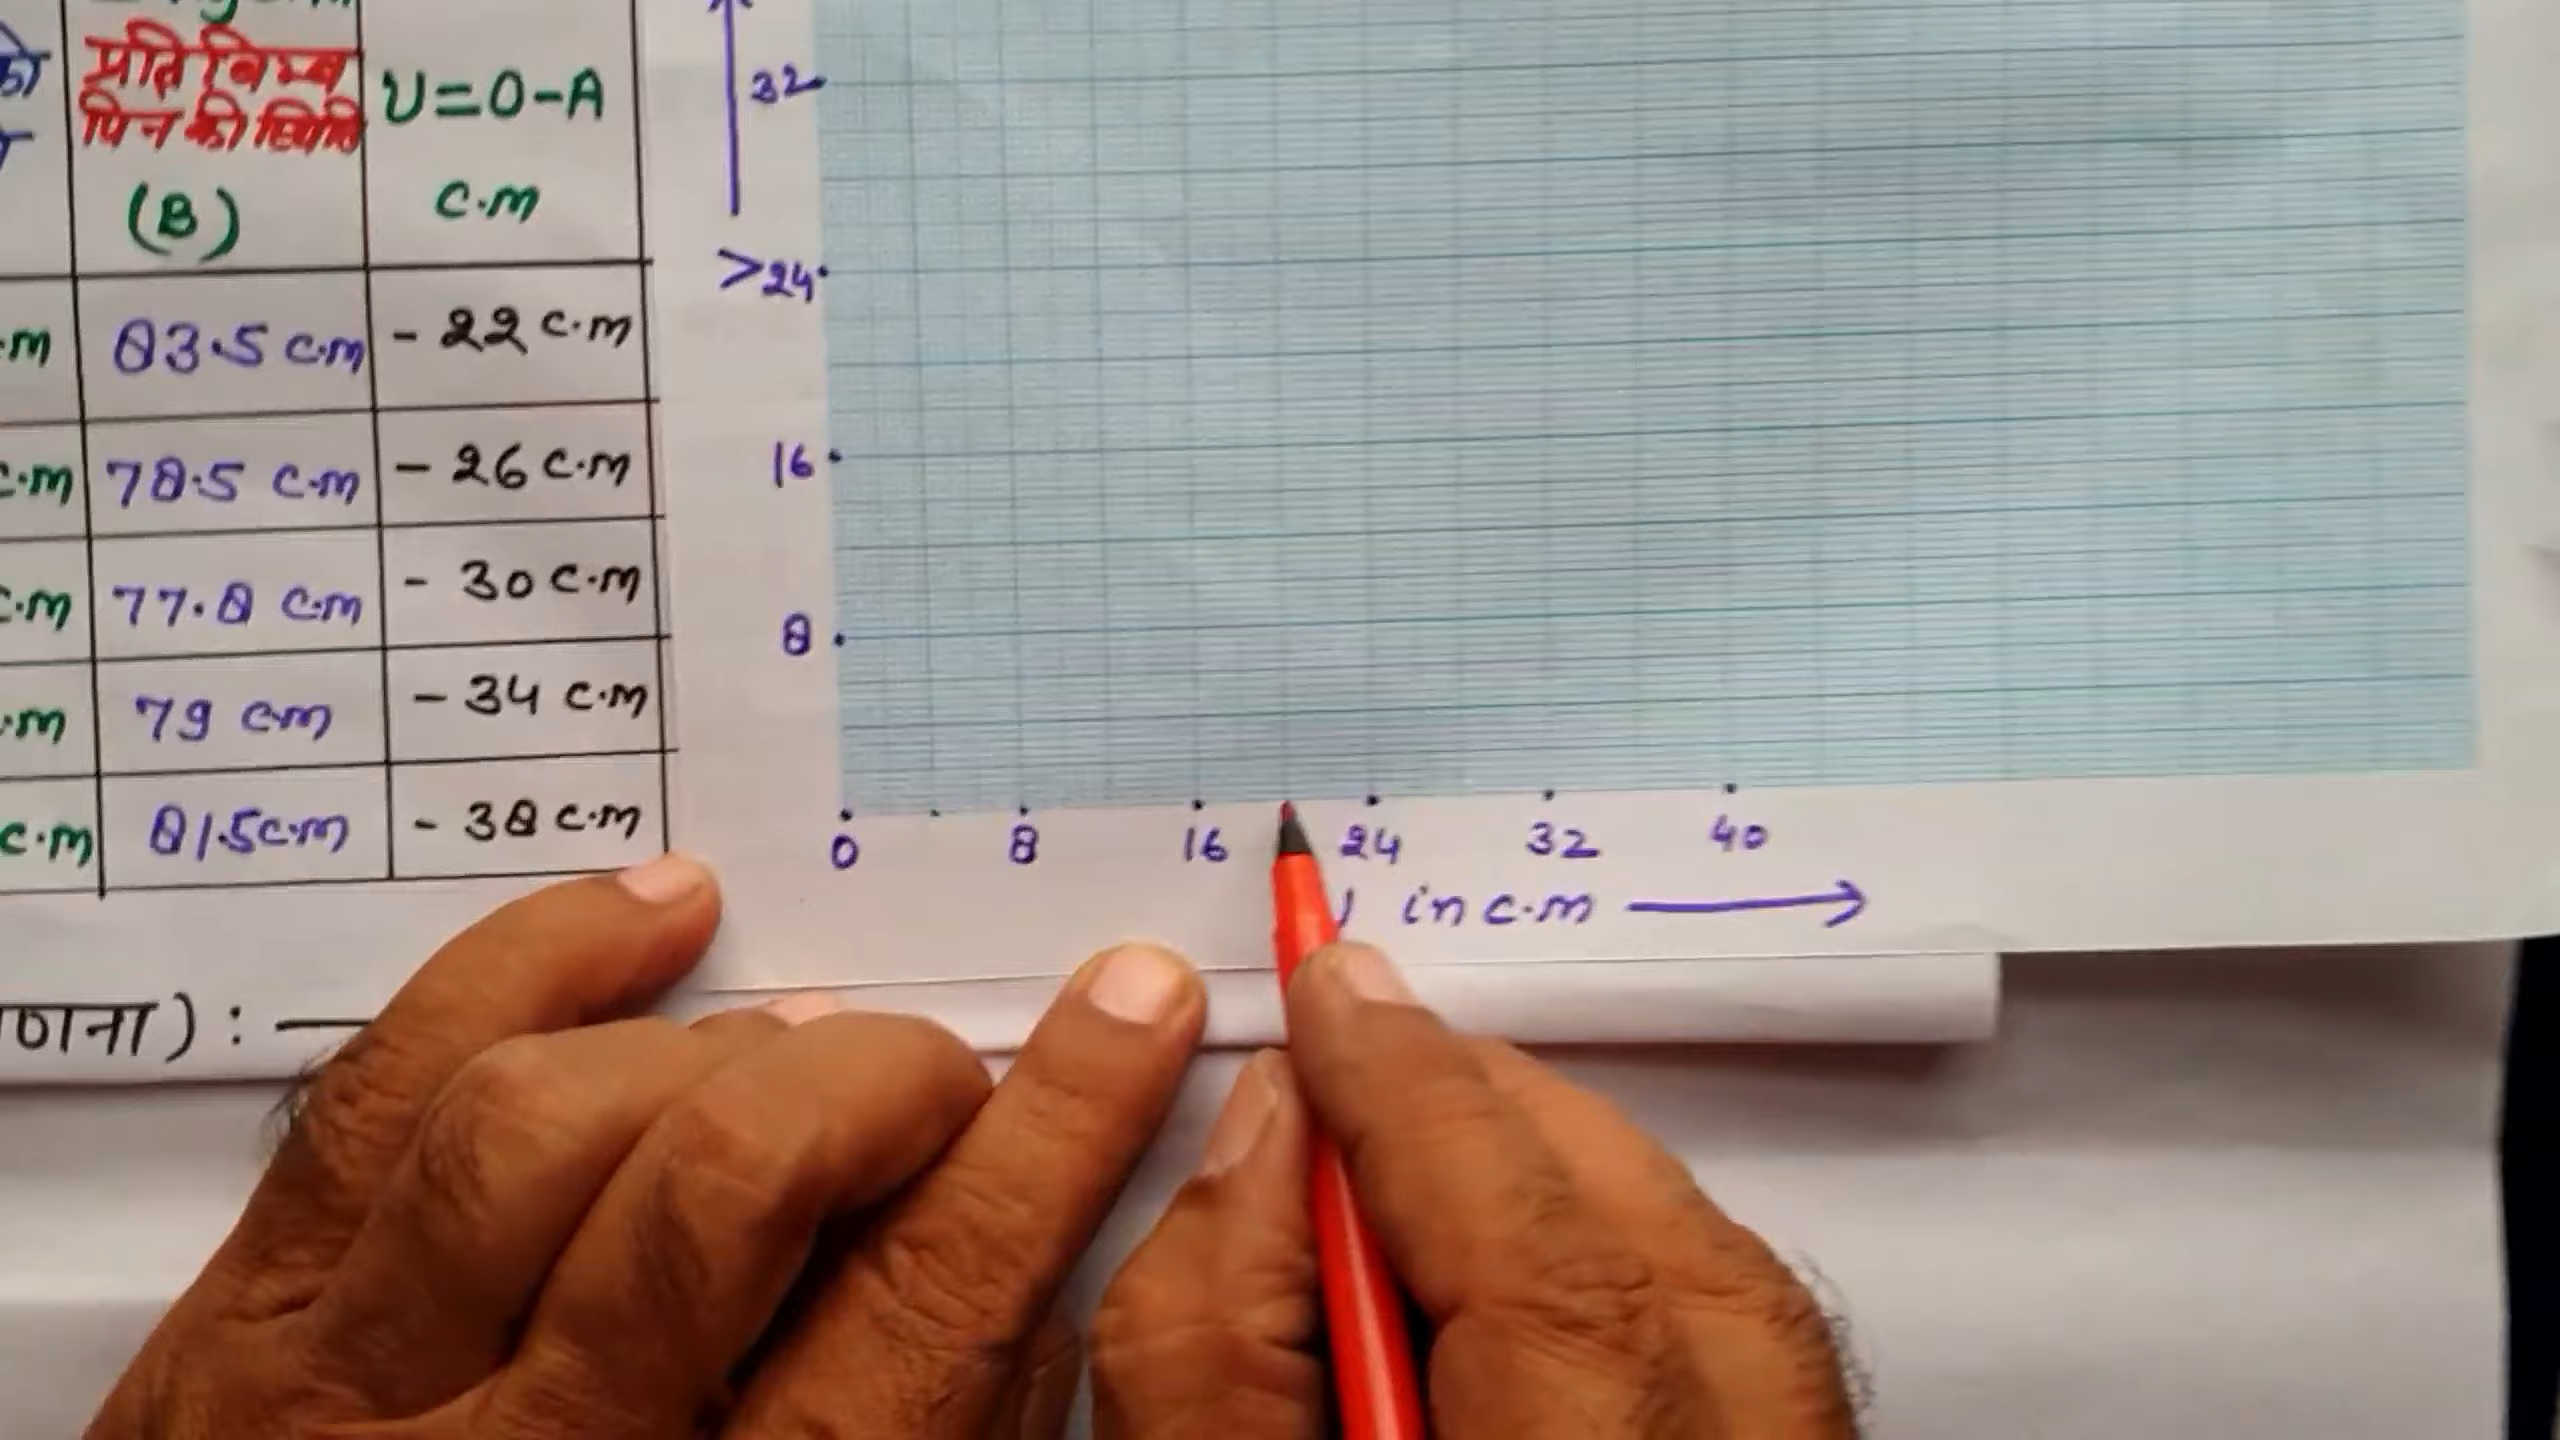 को
प्रतिबिम्ब
पिन की स्थिति
(B)
U=O-A
c.m
.m
83.5 c.m
- 22 c.m
c.m
78.5 c.m
- 26 c.m
c.m
77.8 c.m
- 30 c.m
.m
79 cm
- 34 c.m
c.m
81.5 c.m
- 38 c.m
णना) : —
32
>24
16
8
0 8 16 24 32 40
in c.m